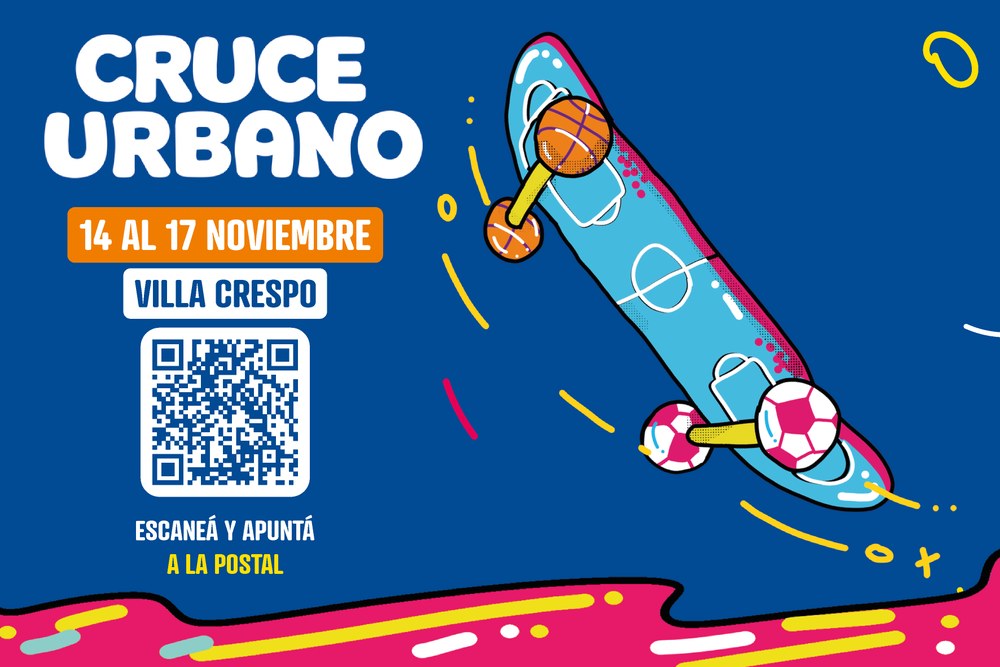 CRUCE
URBANO
14 AL 17 NOVIEMBRE
VILLA CRESPO
ESCANEÁ Y APUNTÁ
A LA POSTAL